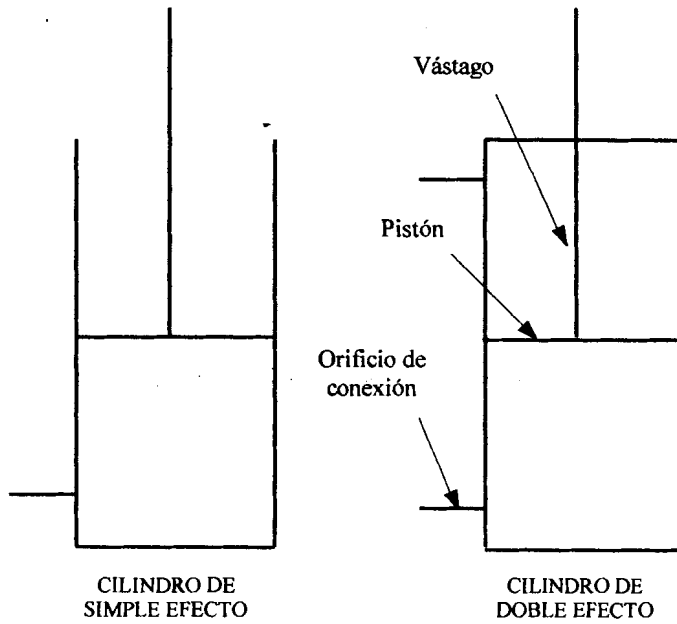 Vástago
Pistón
Orificio de
conexión
CILINDRO DE
SIMPLE EFECTO
CILINDRO DE
DOBLE EFECTO